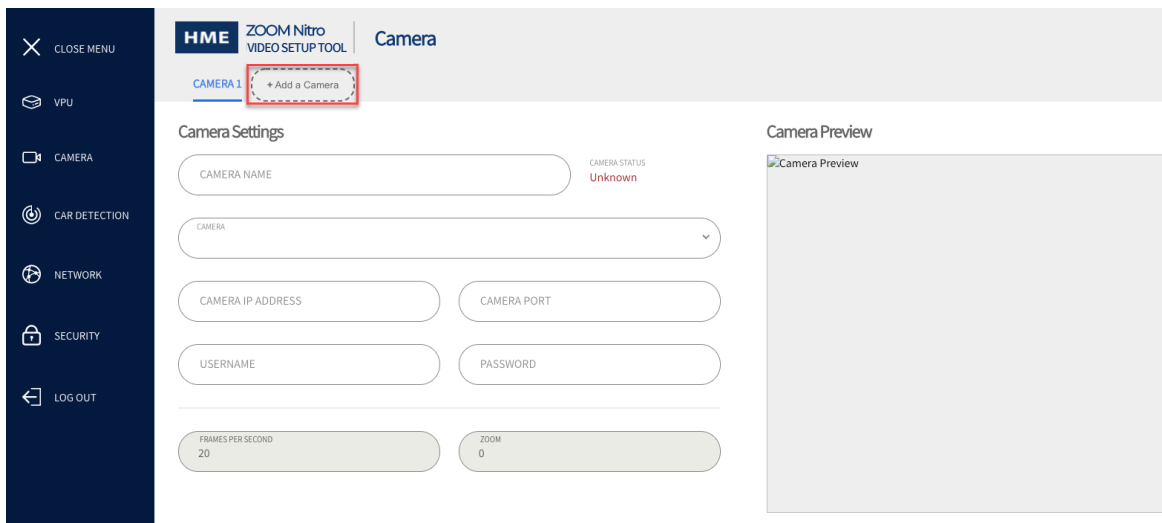 CLOSE MENU
VPU
CAMERA
CAR DETECTION
NETWORK
SECURITY
LOG OUT
HME
ZOOM Nitro
VIDEO SETUP TOOL
Camera
CAMERA 1
+ Add a Camera
Camera Settings
CAMERA NAME
CAMERA STATUS
Unknown
CAMERA
CAMERA IP ADDRESS
CAMERA PORT
USERNAME
PASSWORD
FRAMES PER SECOND
20
ZOOM
0
Camera Preview
Camera Preview